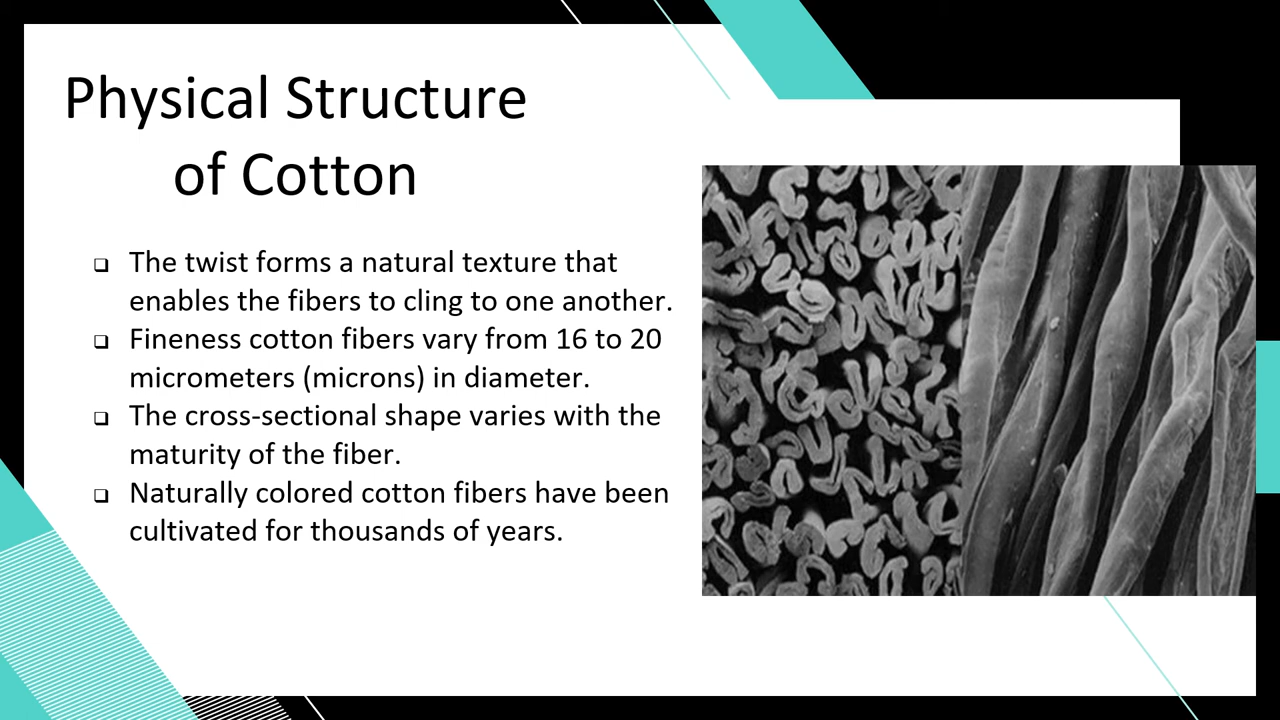 Physical Structure
of Cotton
❑ The twist forms a natural texture that
enables the fibers to cling to one another.
❑ Fineness cotton fibers vary from 16 to 20
micrometers (microns) in diameter.
❑ The cross-sectional shape varies with the
maturity of the fiber.
❑ Naturally colored cotton fibers have been
cultivated for thousands of years.